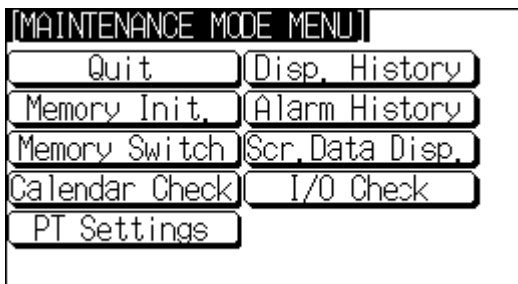 [MAINTENANCE MODE MENU]
Quit Disp. History
Memory Init. Alarm History
Memory Switch Scr.Data Disp.
Calendar Check I/O Check
PT Settings